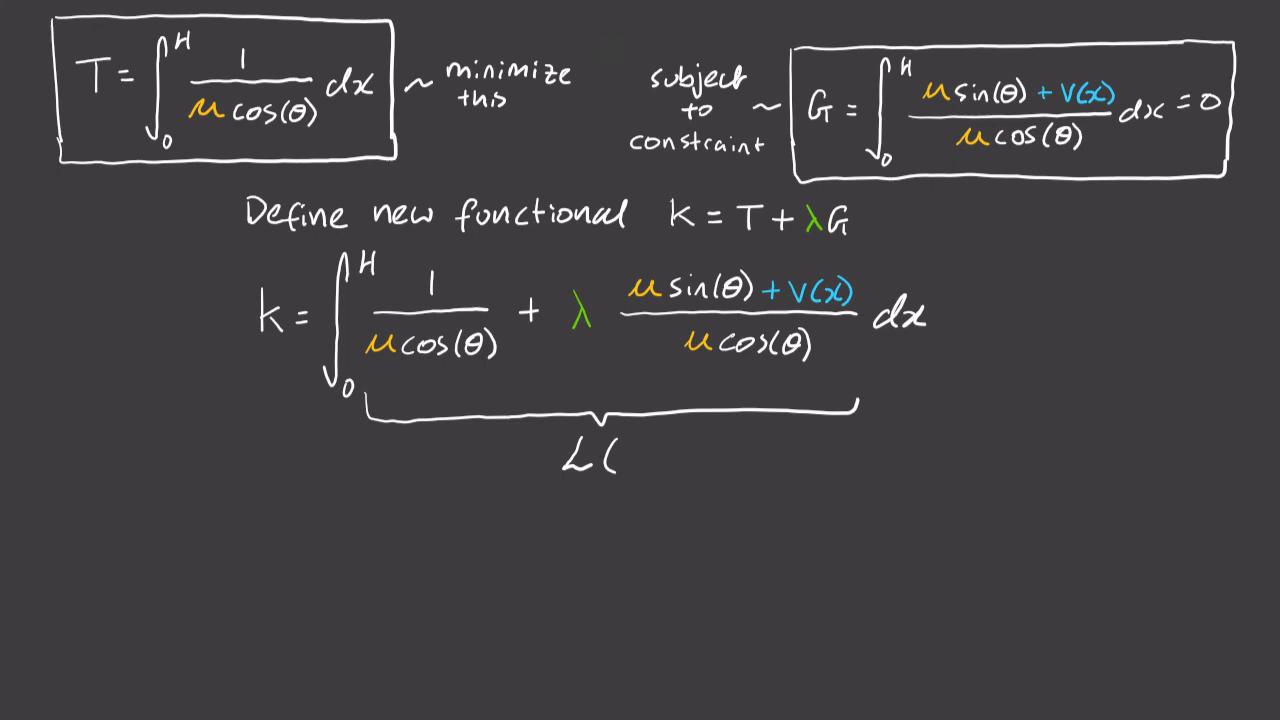 T = ∫₀ᴴ 1/(u cos(θ)) dx ~ minimize this
subject to constraint ~ G = ∫₀ᴴ (u sin(θ) + v(x))/(u cos(θ)) dx = 0
Define new functional K = T + λG
K = ∫₀ᴴ 1/(u cos(θ)) + λ (u sin(θ) + v(x))/(u cos(θ)) dx
L(